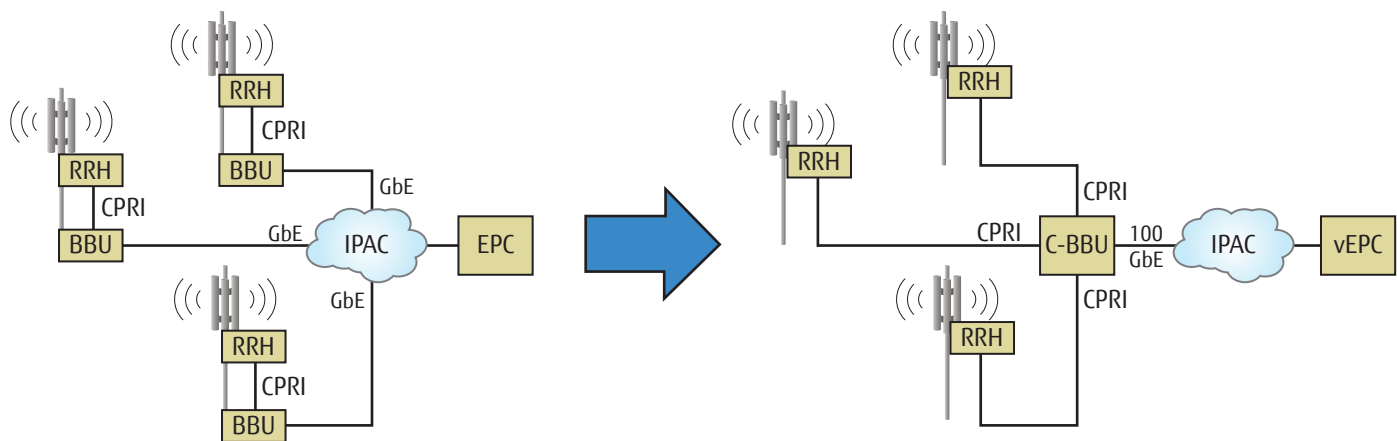 RRH
CPRI
BBU
GbE
RRH
CPRI
BBU
GbE
IPAC
EPC
GbE
RRH
CPRI
BBU
RRH
CPRI
RRH
CPRI
C-BBU
100
GbE
IPAC
vEPC
CPRI
RRH